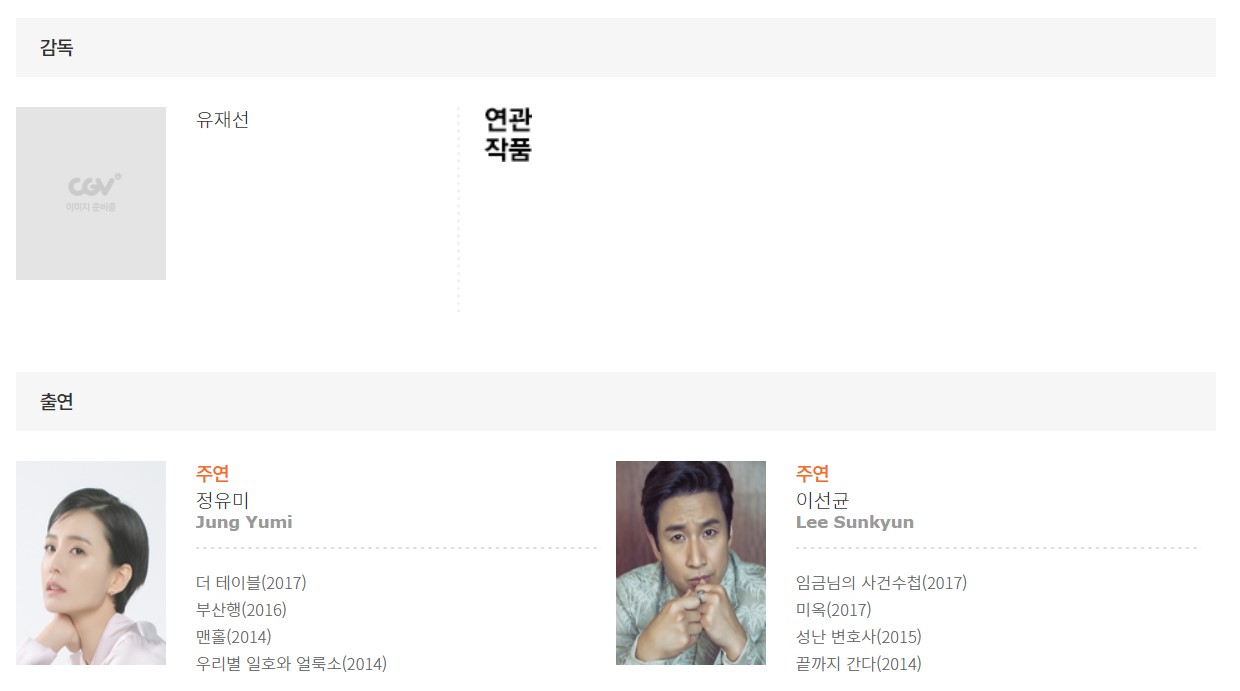 감독
유재선
연관
작품
CGV
이미지 준비중
출연
주연
정유미
Jung Yumi
더 테이블(2017)
부산행(2016)
맨홀(2014)
우리별 일호와 얼룩소(2014)
주연
이선균
Lee Sunkyun
임금님의 사건수첩(2017)
미옥(2017)
성난 변호사(2015)
끝까지 간다(2014)